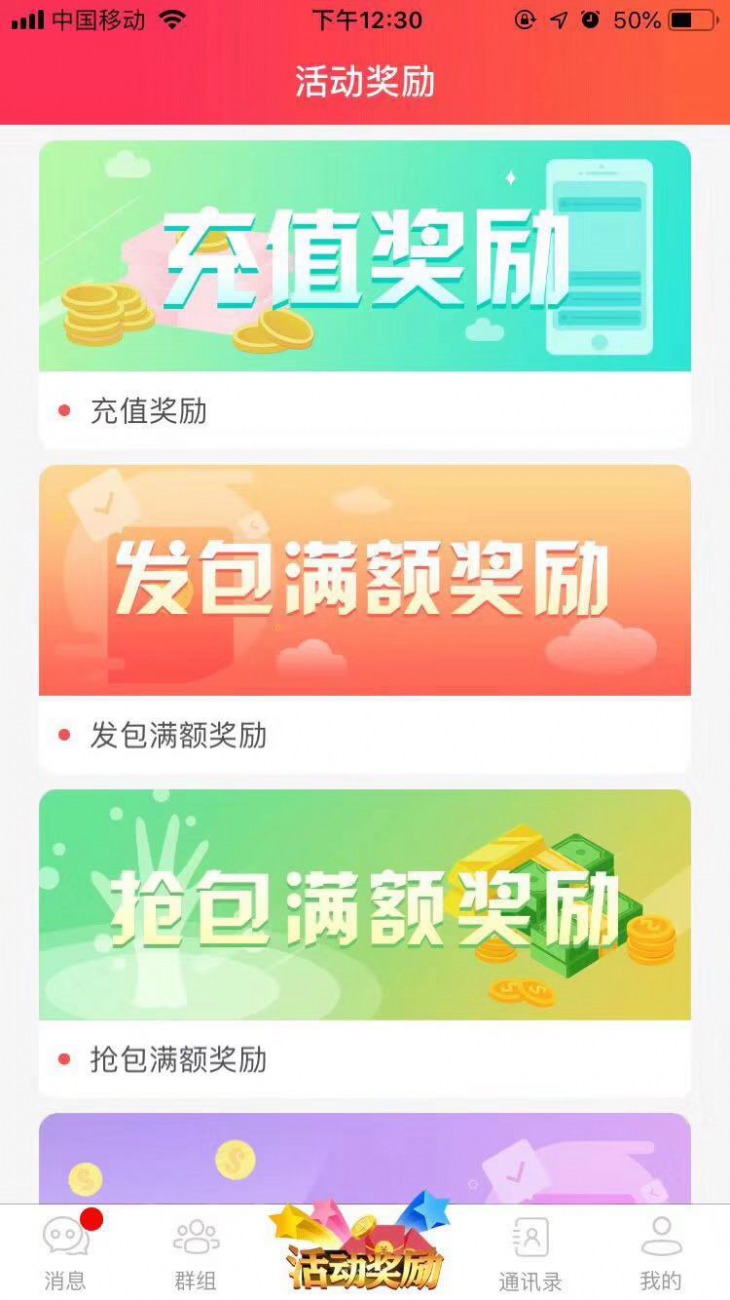 中国移动
下午12:30
50%
活动奖励
充值奖励
充值奖励
发包满额奖励
发包满额奖励
抢包满额奖励
抢包满额奖励
消息
群组
活动奖励
通讯录
我的